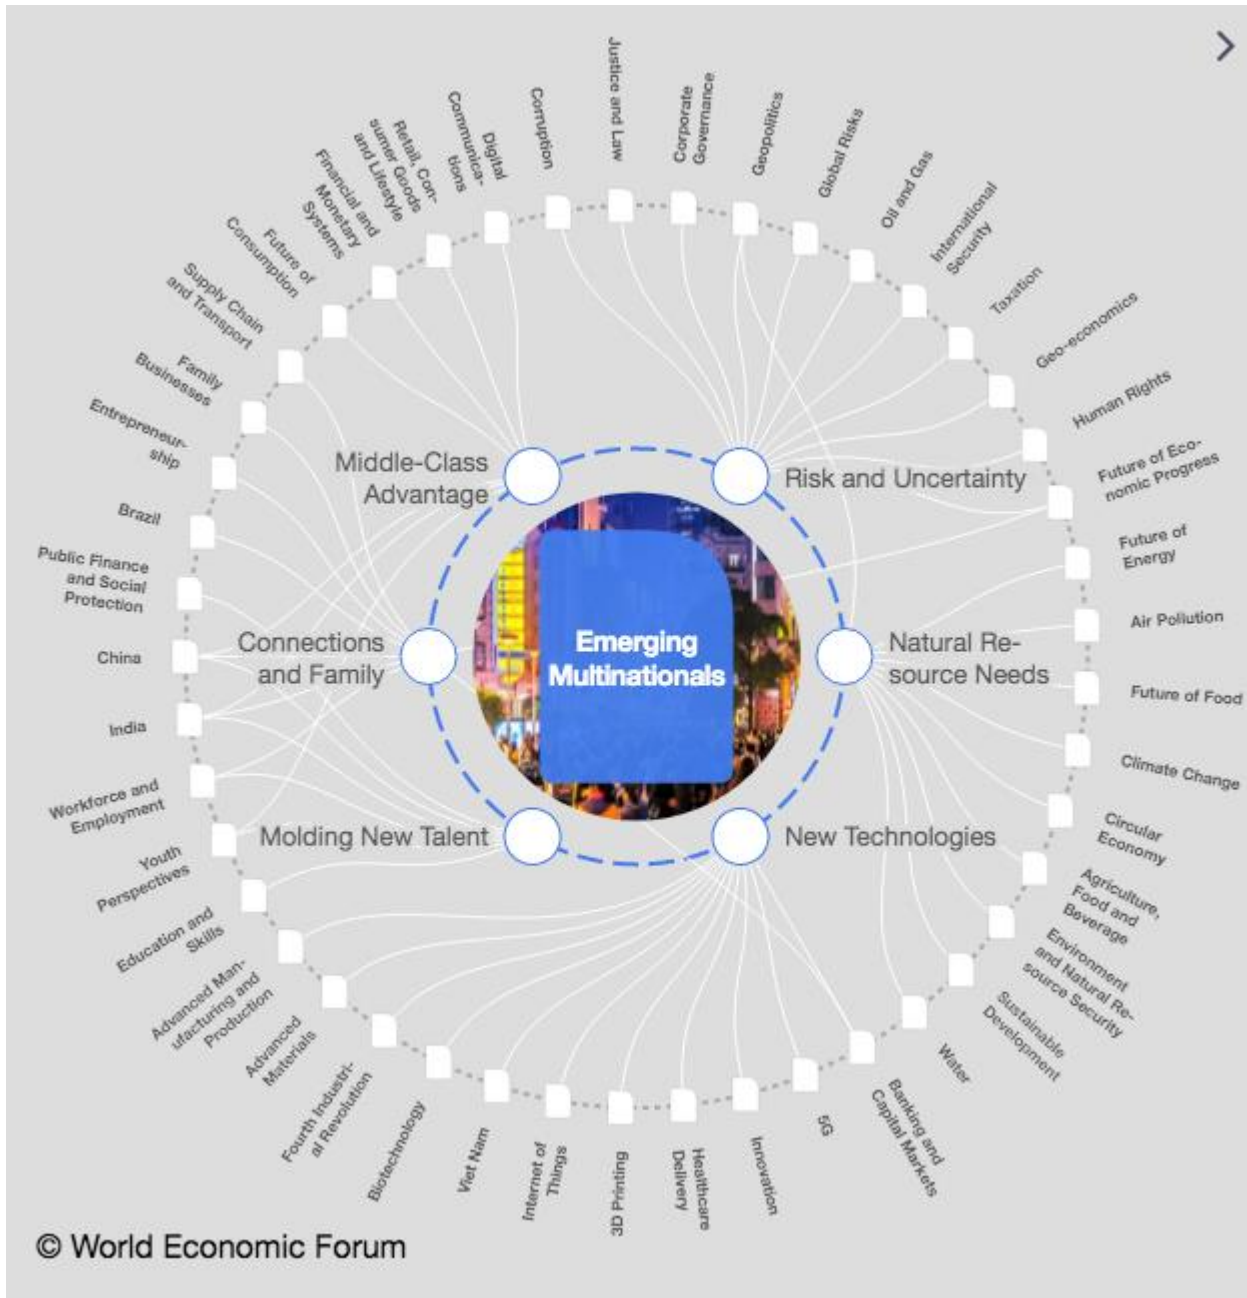 Justice and Law
Corporate
Governance
Geopolitics
Global Risks
Oil and Gas
International
Security
Taxation
Geo-economics
Human Rights
Future of Eco-
nomic Progress
Future of
Energy
Air Pollution
Future of Food
Climate Change
Circular
Economy
Agriculture,
Food and
Beverage
Environment
and Natural Re-
source Security
Sustainable
Development
Water
Banking and
Capital Markets
5G
Innovation
Healthcare
Delivery
3D Printing
Internet of
Things
Viet Nam
Biotechnology
Fourth Industri-
al Revolution
Advanced
Materials
Advanced Man-
ufacturing and
Production
Education and
Skills
Youth
Perspectives
Workforce and
Employment
India
China
Public Finance
and Social
Protection
Brazil
Entrepreneur-
ship
Family
Businesses
Supply Chain
and Transport
Future of
Consumption
Financial and
Monetary
Systems
Retail, Con-
sumer Goods
and Lifestyle
Digital
Communica-
tions
Corruption
Middle-Class
Advantage
Risk and Uncertainty
Connections
and Family
Emerging
Multinationals
Natural Re-
source Needs
Molding New Talent
New Technologies
© World Economic Forum